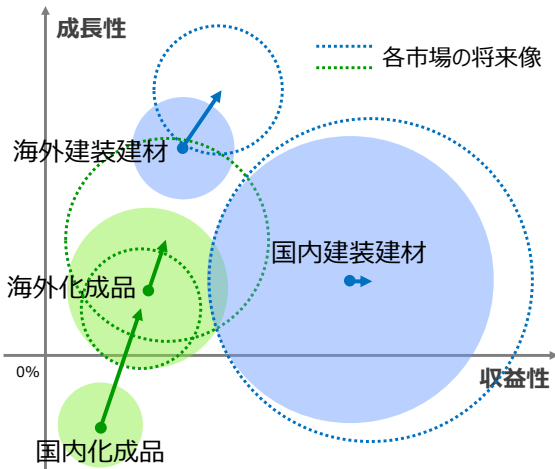 成長性
各市場の将来像
海外建装建材
国内建装建材
海外化成品
0%
収益性
国内化成品